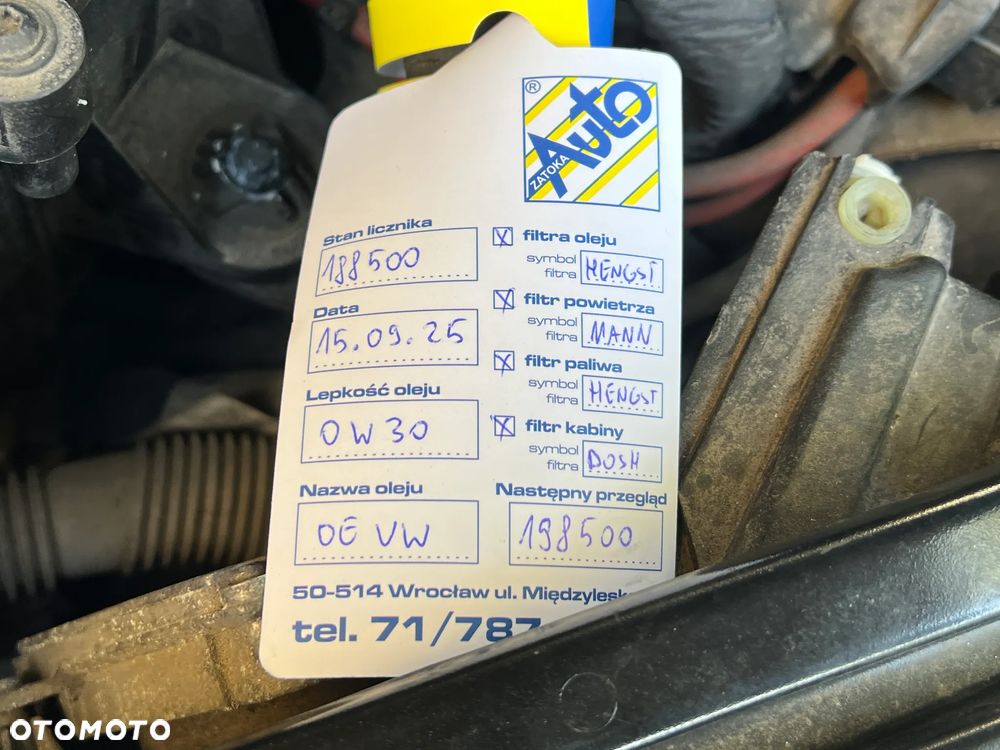 Auto
ZATOKA
®
Stan licznika
188500
Data
15.09.25
Lepkość oleju
0W30
Nazwa oleju
OE VW
filtra oleju
symbol
filtra
HENGST
filtr powietrza
symbol
filtra
MANN
filtr paliwa
symbol
filtra
HENGST
filtr kabiny
symbol
filtra
BOSH
Następny przegląd
198500
50-514 Wrocław ul. Międzylesk
tel. 71/787
OTOMOTO